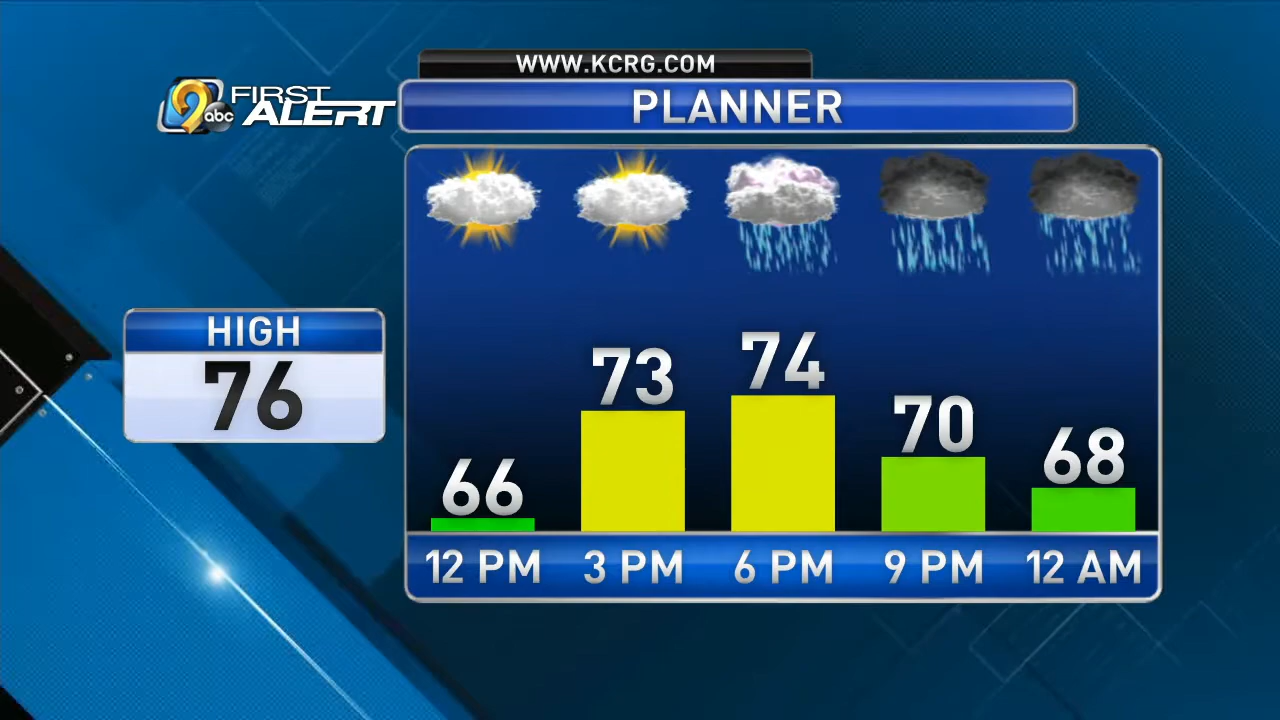 WWW.KCRG.COM
9 abc FIRST ALERT
PLANNER
HIGH
76
66 73 74 70 68
12 PM 3 PM 6 PM 9 PM 12 AM